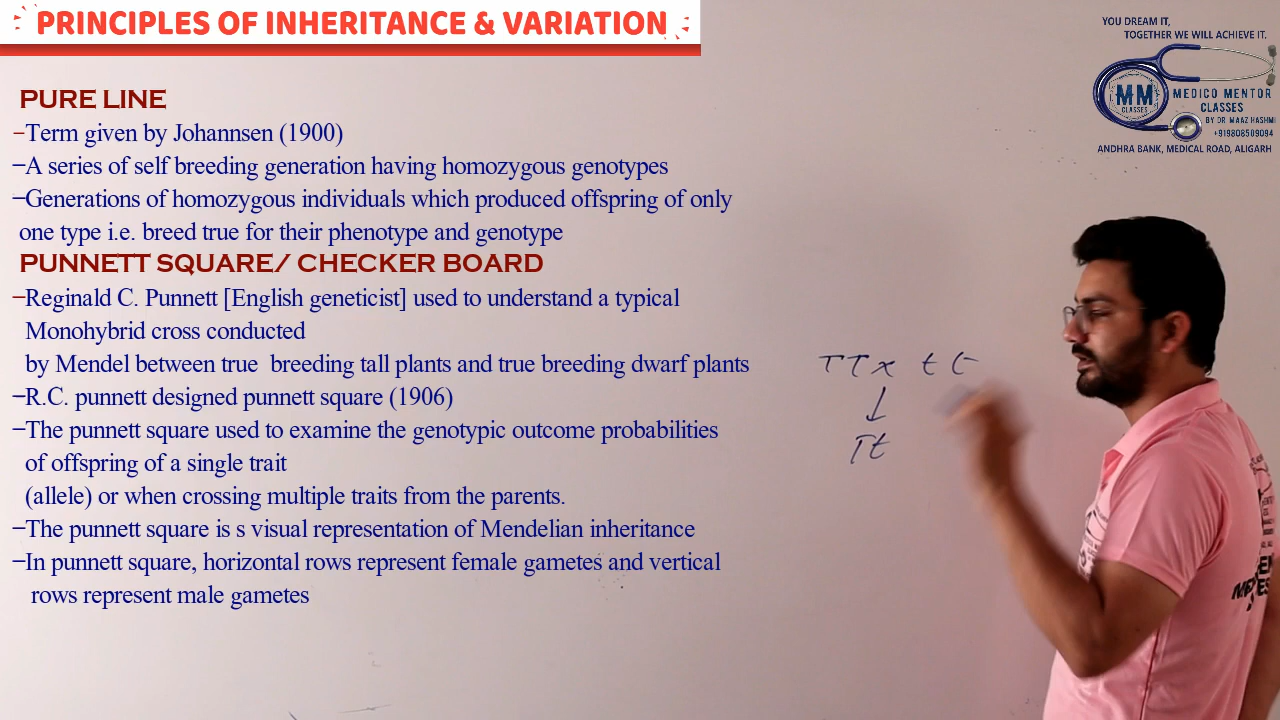 PRINCIPLES OF INHERITANCE & VARIATION
YOU DREAM IT,
TOGETHER WE WILL ACHIEVE IT.
MM
CLASSES
MEDICO MENTOR
CLASSES
BY DR MAAZ HASHMI
+919808509094
ANDHRA BANK, MEDICAL ROAD, ALIGARH
PURE LINE
–Term given by Johannsen (1900)
–A series of self breeding generation having homozygous genotypes
–Generations of homozygous individuals which produced offspring of only
one type i.e. breed true for their phenotype and genotype
PUNNETT SQUARE/ CHECKER BOARD
–Reginald C. Punnett [English geneticist] used to understand a typical
Monohybrid cross conducted
by Mendel between true breeding tall plants and true breeding dwarf plants
–R.C. punnett designed punnett square (1906)
–The punnett square used to examine the genotypic outcome probabilities
of offspring of a single trait
(allele) or when crossing multiple traits from the parents.
–The punnett square is s visual representation of Mendelian inheritance
–In punnett square, horizontal rows represent female gametes and vertical
rows represent male gametes
TT x tt
↓
Tt